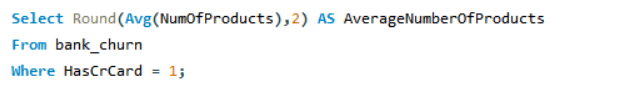 Select Round(Avg(NumOfProducts),2) AS AverageNumberOfProducts
From bank_churn
Where HasCrCard = 1;